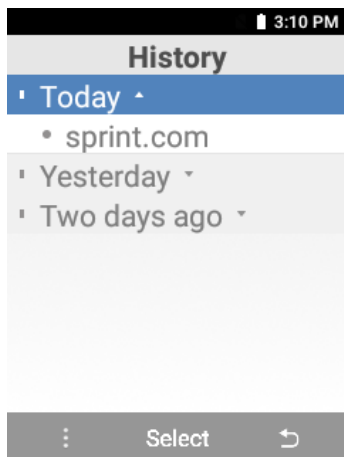 3:10 PM
History
Today
sprint.com
Yesterday
Two days ago
Select